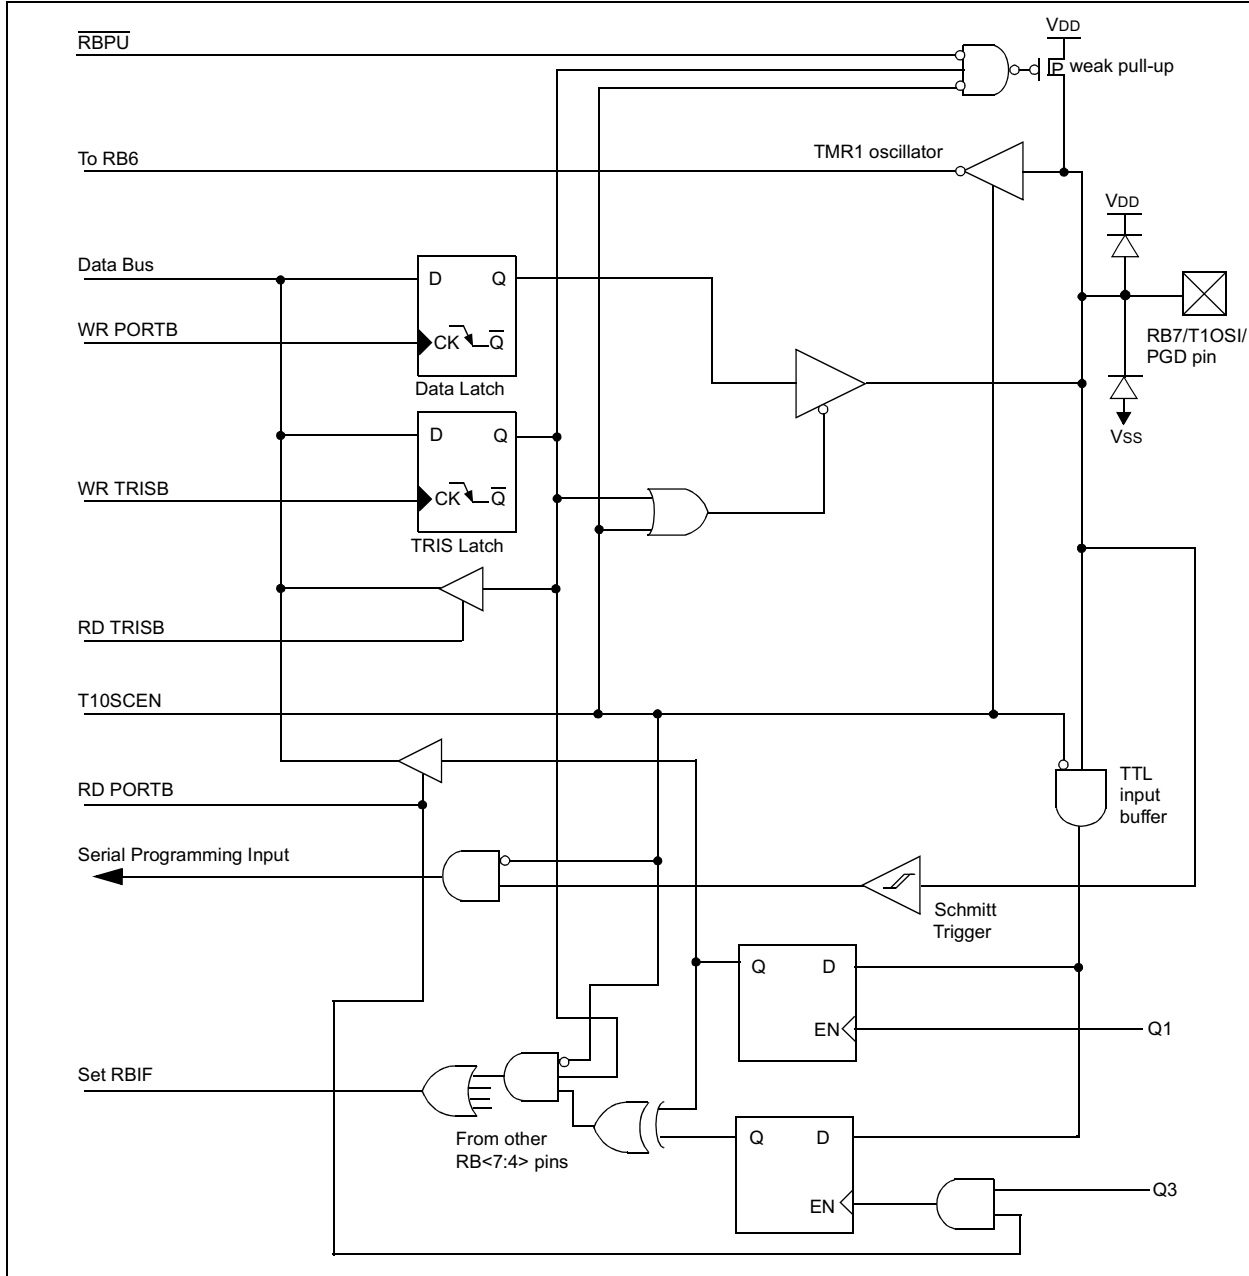 RBPU
VDD
P weak pull-up
To RB6
TMR1 oscillator
VDD
Data Bus
D Q
WR PORTB
CK Q
Data Latch
RB7/T1OSI/
PGD pin
VSS
D Q
WR TRISB
CK Q
TRIS Latch
RD TRISB
T10SCEN
RD PORTB
TTL
input
buffer
Serial Programming Input
Schmitt
Trigger
Q D
EN
Q1
Set RBIF
From other
RB<7:4> pins
Q D
EN
Q3